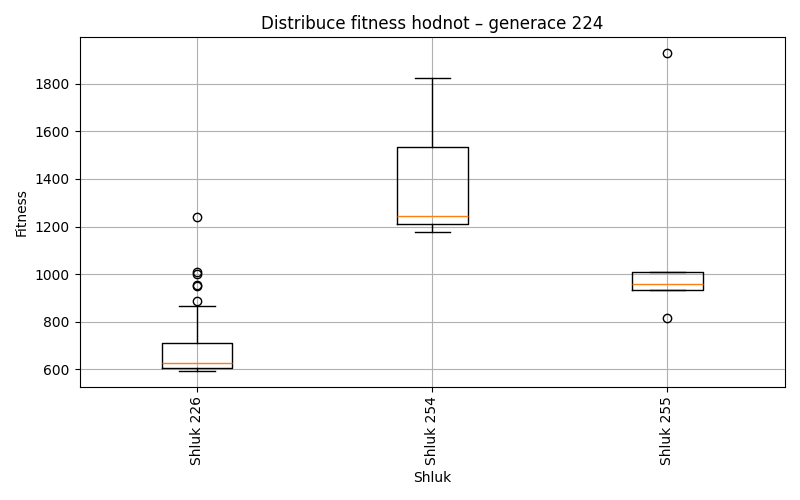 Distribuce fitness hodnot – generace 224
Fitness
1800
1600
1400
1200
1000
800
600
Shluk 226
Shluk 254
Shluk 255
Shluk